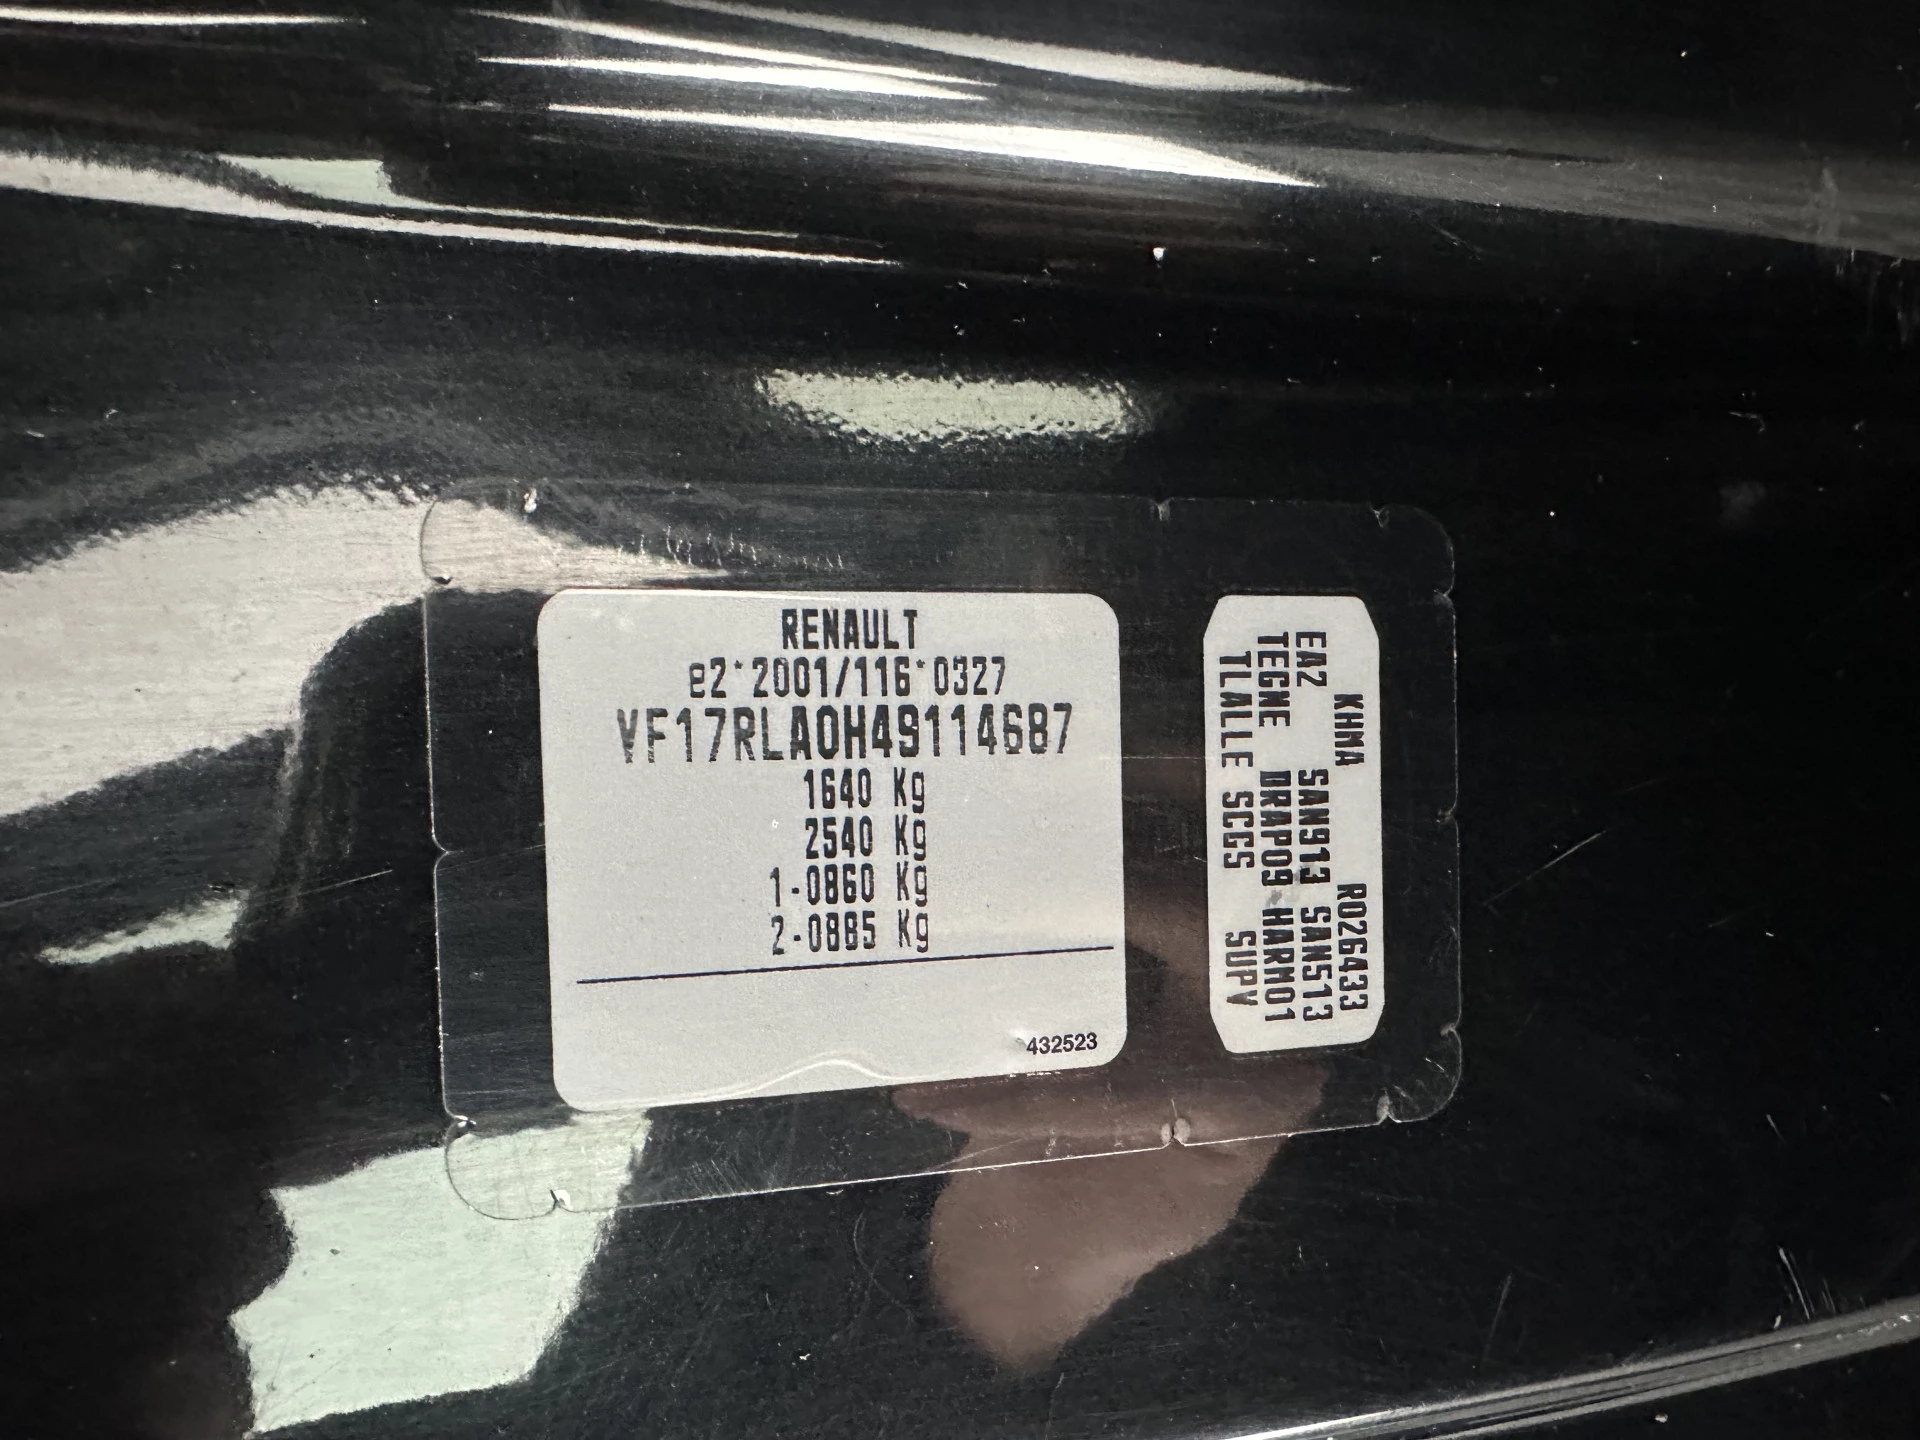 RENAULT
e2*2001/116*0327
VF17RLA0H49114687
1640 Kg
2540 Kg
1-0860 Kg
2-0885 Kg
432523
KHMA R026433
EA2 SAN913 SAN513
TEGNE DRAP09 HARM01
TLALLE SCGS SUPV